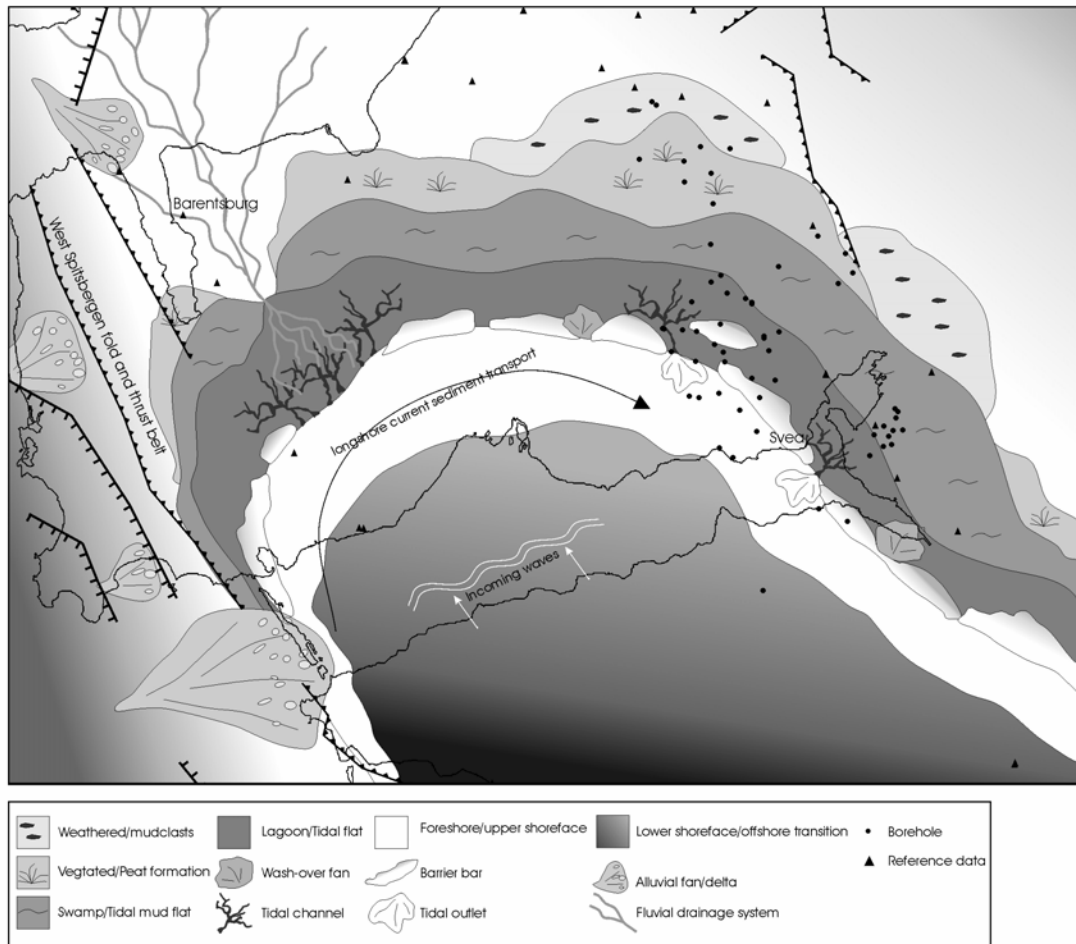 Barentsburg
West Spitsbergen fold and thrust belt
longshore current sediment transport
Svea
Incoming waves
Weathered/mudclasts
Lagoon/Tidal flat
Foreshore/upper shoreface
Lower shoreface/offshore transition
Borehole
Vegtated/Peat formation
Wash-over fan
Barrier bar
Alluvial fan/delta
Reference data
Swamp/Tidal mud flat
Tidal channel
Tidal outlet
Fluvial drainage system